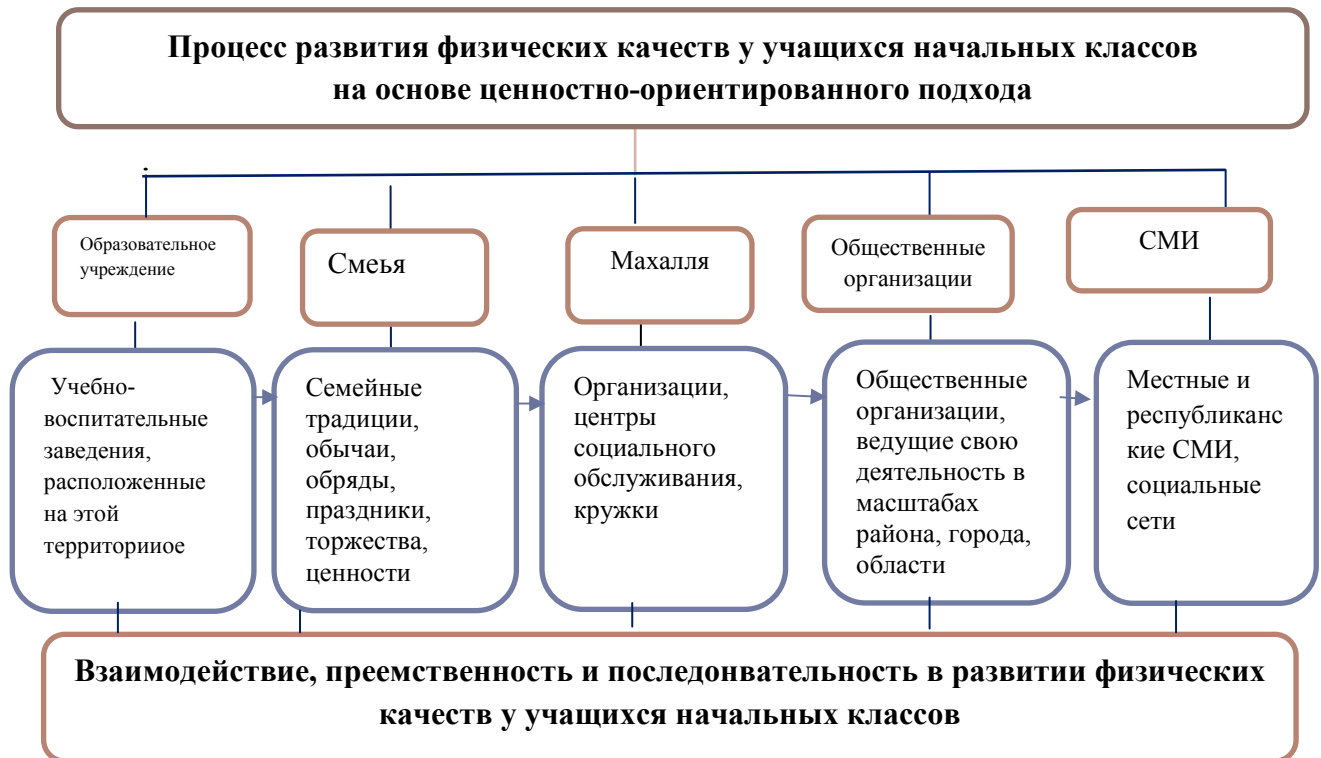 Процесс развития физических качеств у учащихся начальных классов
на основе ценностно-ориентированного подхода
Образовательное
учреждение
Смеья
Махалля
Общественные
организации
СМИ
Учебно-
воспитательные
заведения,
расположенные
на этой
территорииое
Семейные
традиции,
обычаи,
обряды,
праздники,
торжества,
ценности
Организации,
центры
социального
обслуживания,
кружки
Общественные
организации,
ведущие свою
деятельность в
масштабах
района, города,
области
Местные и
республиканс
кие СМИ,
социальные
сети
Взаимодействие, преемственность и последонвательность в развитии физических
качеств у учащихся начальных классов